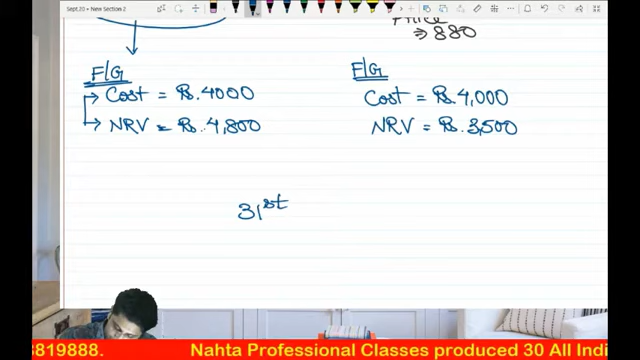 Sept.20 + New Section 2
Price
⇒ 880
F/G
Cost = Rs. 4000
NRV = Rs. 4,800
F/G
Cost = Rs. 4,000
NRV = Rs. 3,500
31st
8819888.
Nahta Professional Classes produced 30 All Indi